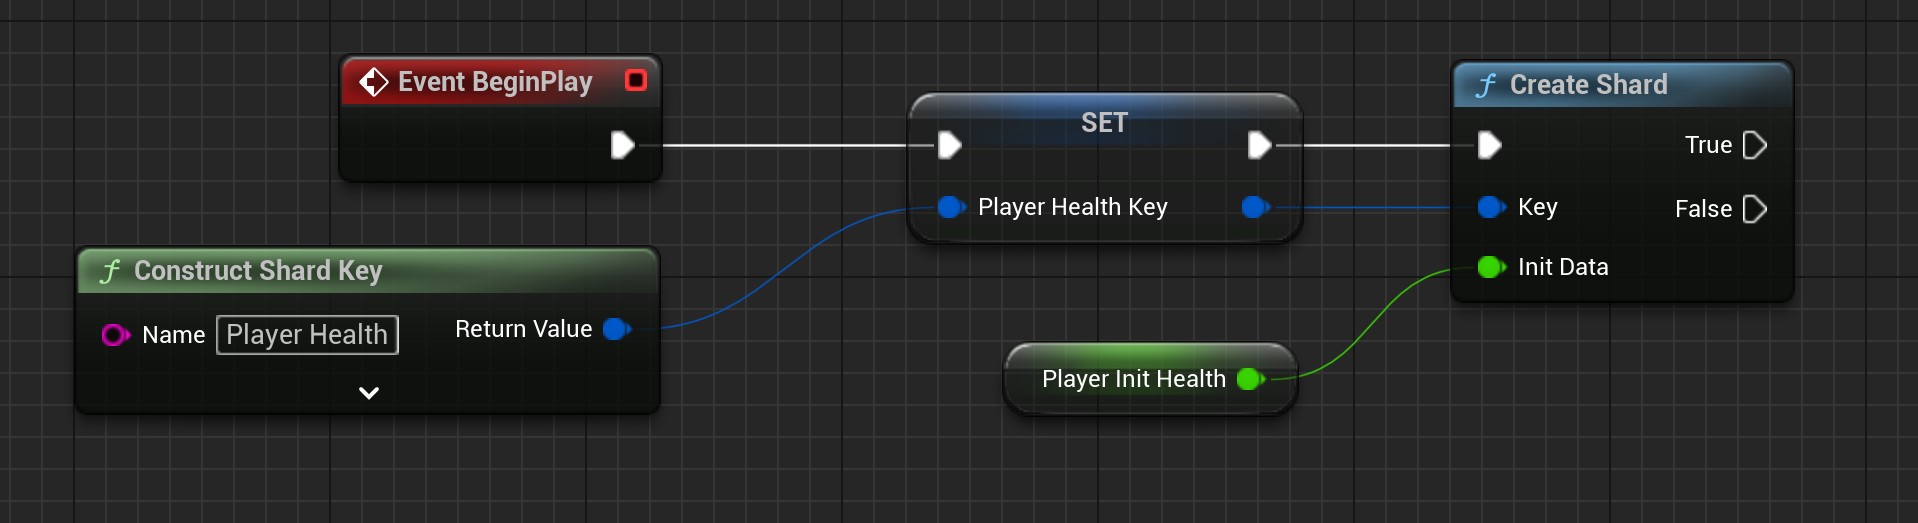 Event BeginPlay
SET
Player Health Key
Create Shard
True
Key
False
Init Data
Construct Shard Key
Name
Player Health
Return Value
Player Init Health